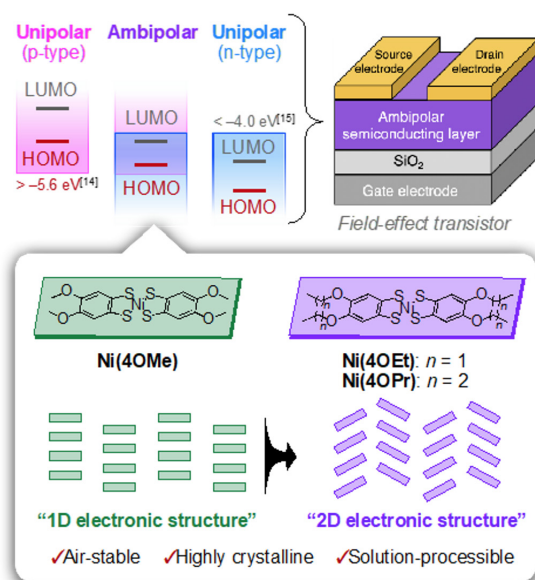 Unipolar Ambipolar Unipolar
(p-type) (n-type)
LUMO
HOMO
> –5.6 eV[14]
LUMO
HOMO
< –4.0 eV[15]
LUMO
HOMO
Source
electrode
Drain
electrode
Ambipolar
semiconducting layer
SiO2
Gate electrode
Field-effect transistor
O O S S Ni S S O O
Ni(4OMe)
( )n O O S S Ni S S O O ( )n
( )n ( )n
Ni(4OEt): n = 1
Ni(4OPr): n = 2
“1D electronic structure” “2D electronic structure”
✓Air-stable ✓Highly crystalline ✓Solution-processible